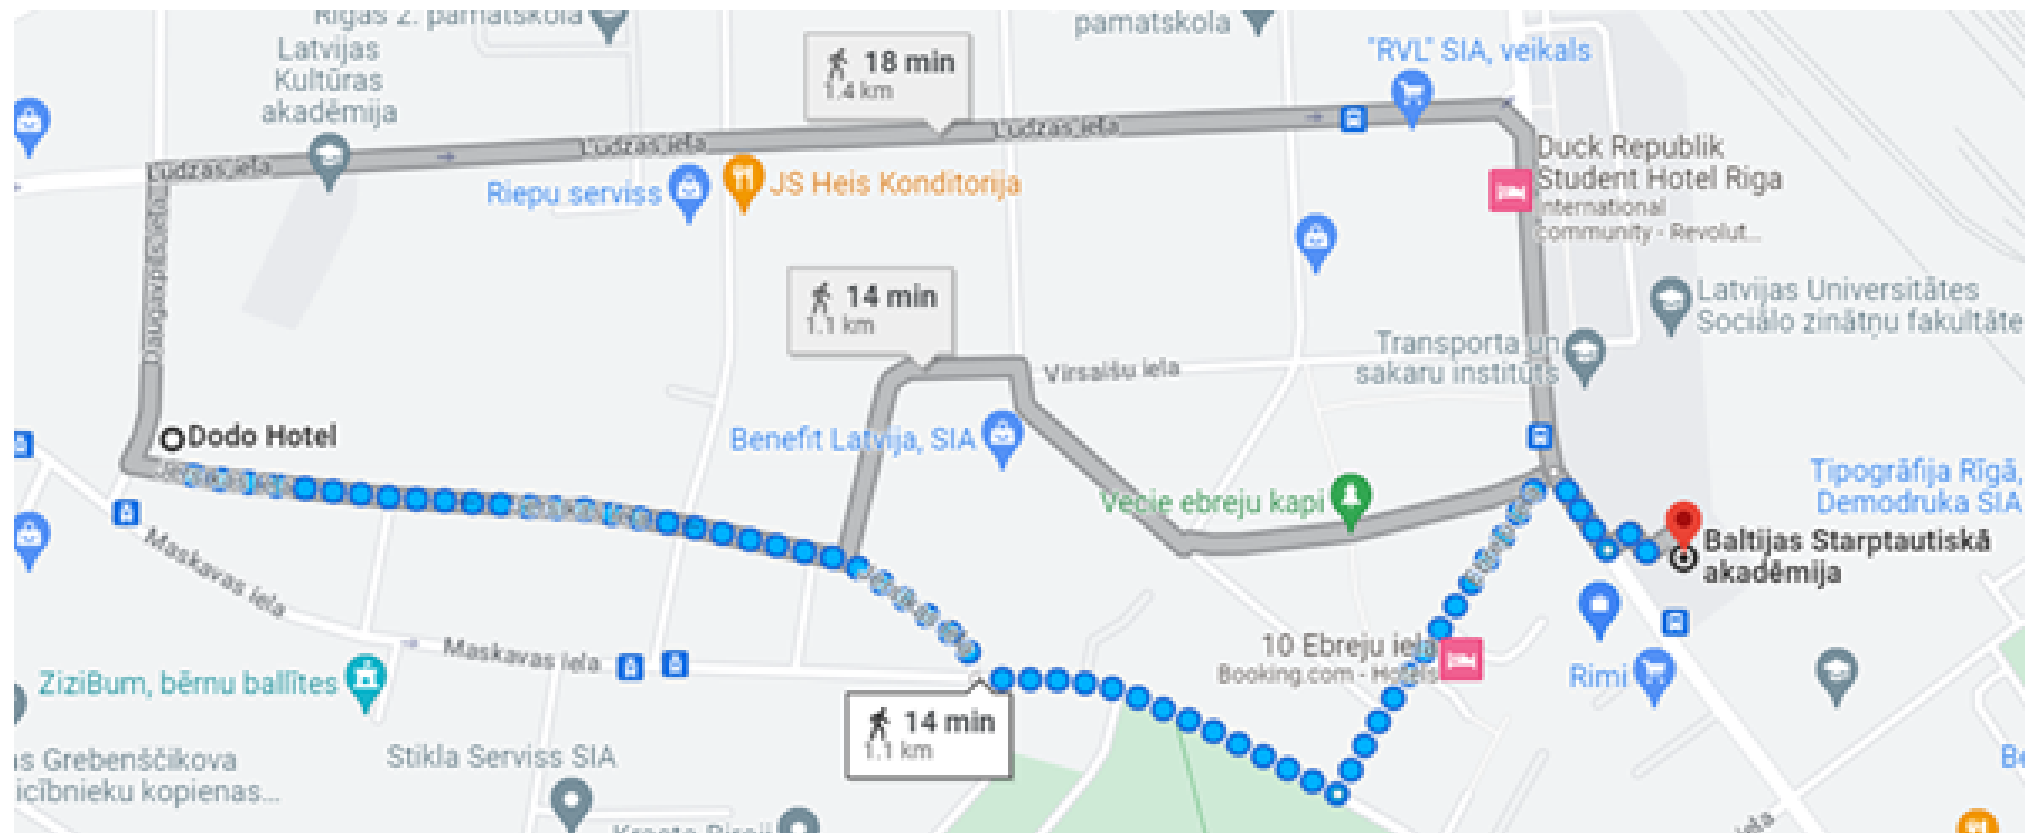 Rīgas 2. pamatskola
pamatskola
Latvijas
Kultūras
akadēmija
18 min
1.4 km
"RVL" SIA, veikals
Ludzas iela
Ludzas iela
Ludzas iela
Duck Republik
Student Hotel Riga
International
community - Revolut...
Riepu serviss
JS Heis Konditorija
Daugavpils iela
14 min
1.1 km
Latvijas Universitātes
Sociālo zinātņu fakultāte
Transporta un
sakaru institūts
Virsaišu iela
Dodo Hotel
Benefit Latvija, SIA
Vecie ebreju kapi
Tipogrāfija Rīgā,
Demodruka SIA
Baltijas Starptautiskā
akadēmija
Maskavas iela
Maskavas iela
10 Ebreju iela
Booking.com - Hotels
Rimi
ZiziBum, bērnu ballītes
14 min
1.1 km
Stikla Serviss SIA
as Grebenščikova
icībnieku kopienas...
Be
iela